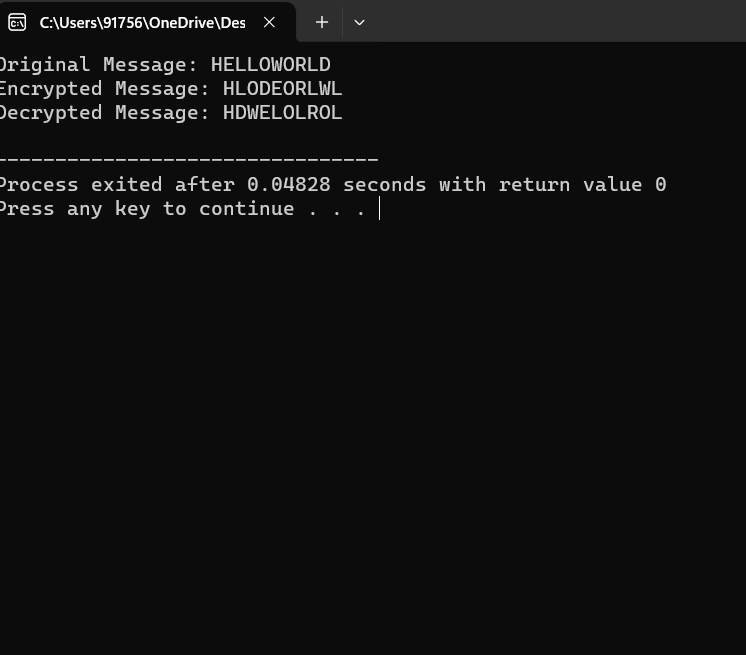 C:\Users\91756\OneDrive\Des
Original Message: HELLOWORLD
Encrypted Message: HLODEORLWL
Decrypted Message: HDWELOLROL
--------------------------------
Process exited after 0.04828 seconds with return value 0
Press any key to continue . . .